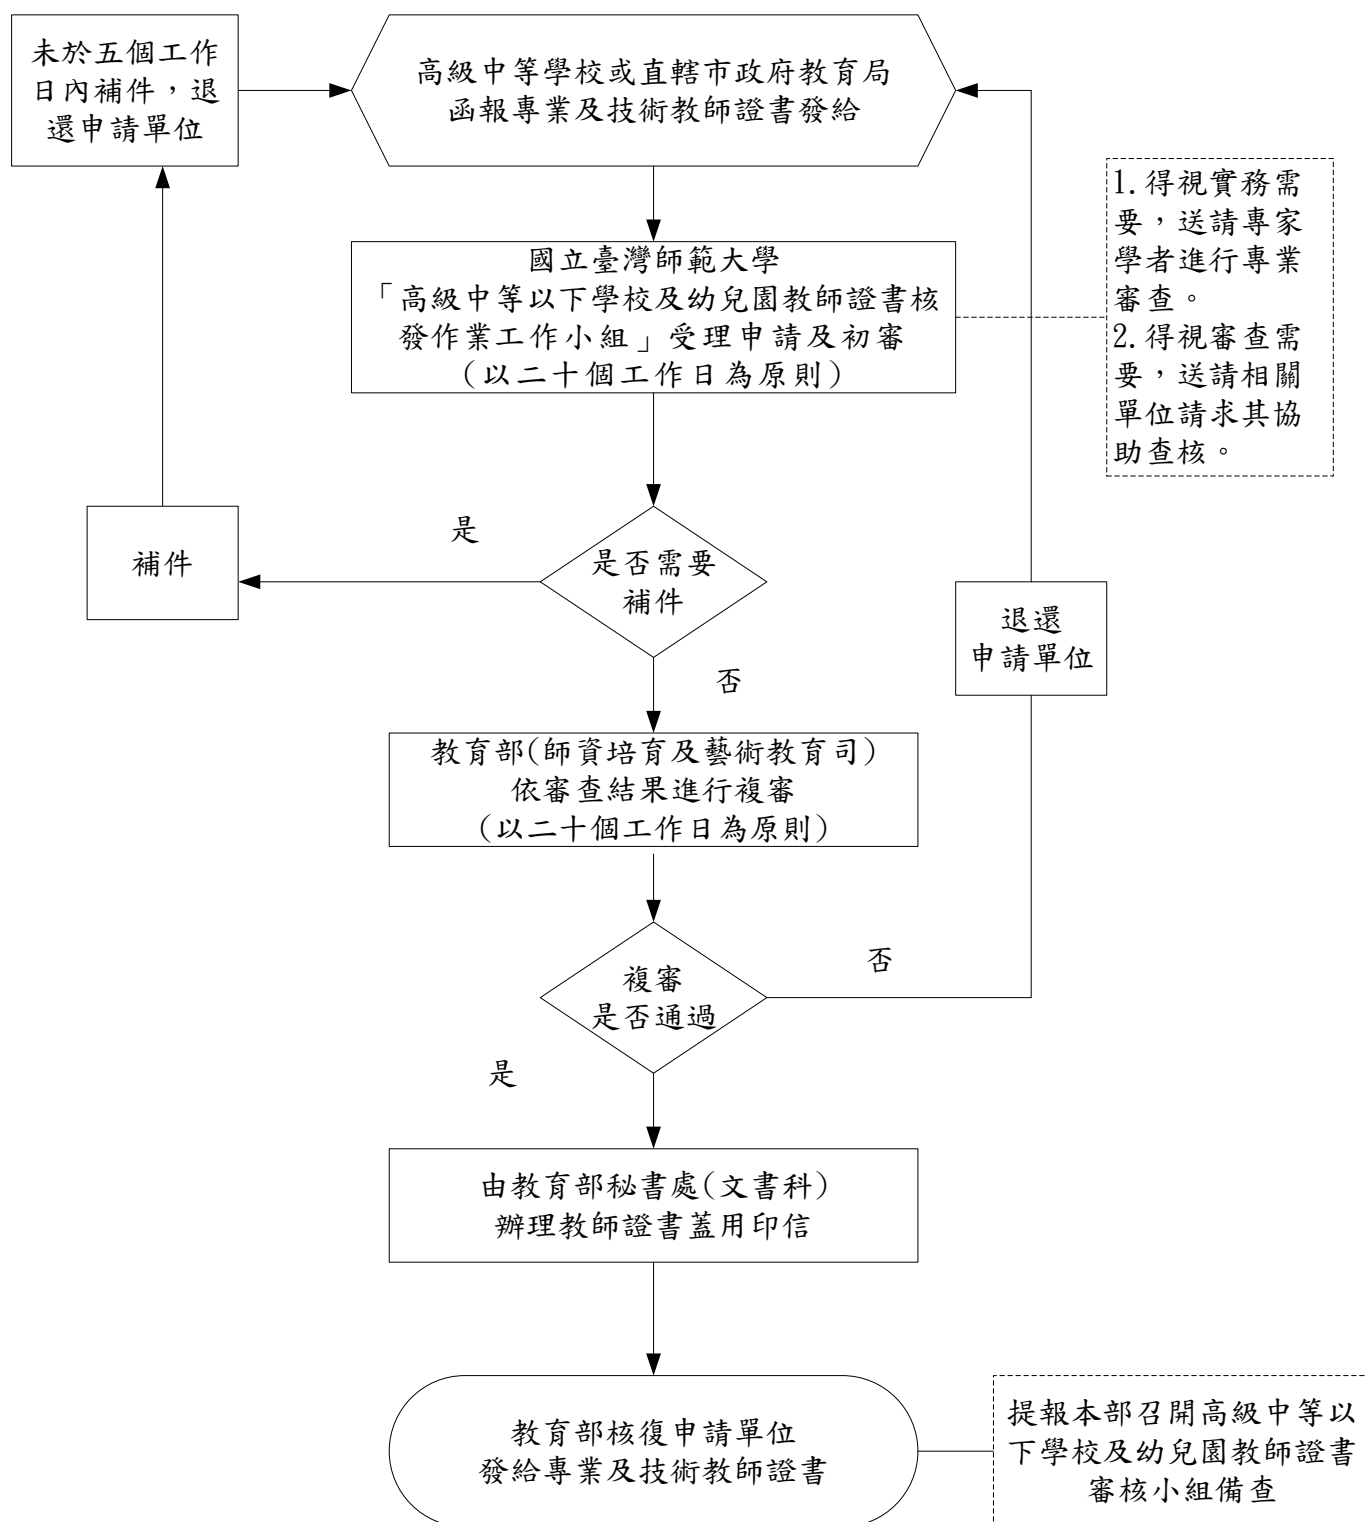 未於五個工作
日內補件，退
還申請單位
高級中等學校或直轄市政府教育局
函報專業及技術教師證書發給
1.得視實務需
要，送請專家
學者進行專業
審查。
2.得視審查需
要，送請相關
單位請求其協
助查核。
國立臺灣師範大學
「高級中等以下學校及幼兒園教師證書核
發作業工作小組」受理申請及初審
(以二十個工作日為原則)
是
補件
是否需要
補件
退還
申請單位
否
教育部(師資培育及藝術教育司)
依審查結果進行複審
(以二十個工作日為原則)
複審
是否通過
否
是
由教育部秘書處(文書科)
辦理教師證書蓋用印信
教育部核復申請單位
發給專業及技術教師證書
提報本部召開高級中等以
下學校及幼兒園教師證書
審核小組備查